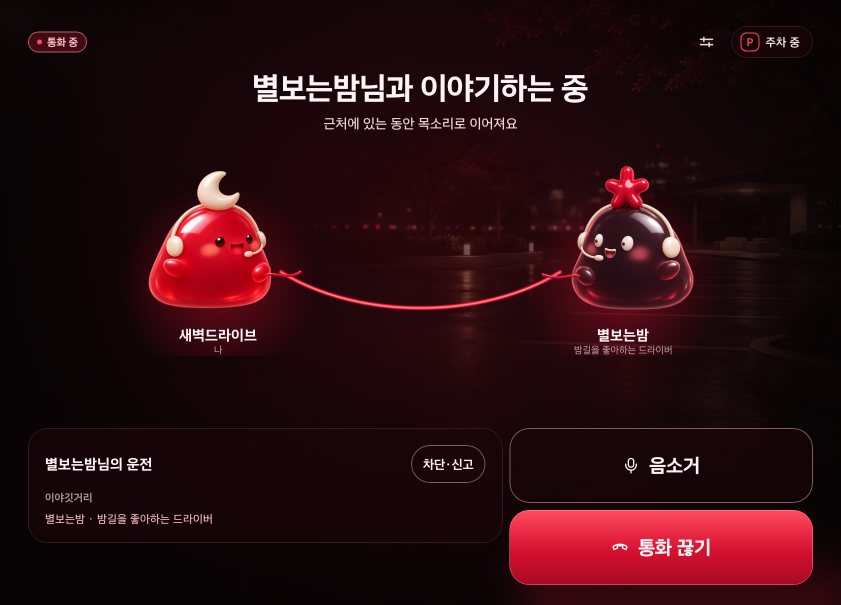 통화 중
P 주차 중
별보는밤님과 이야기하는 중
근처에 있는 동안 목소리로 이어져요
새벽드라이브
나
별보는밤
밤길을 좋아하는 드라이버
별보는밤님의 운전
차단·신고
이야깃거리
별보는밤 · 밤길을 좋아하는 드라이버
음소거
통화 끊기